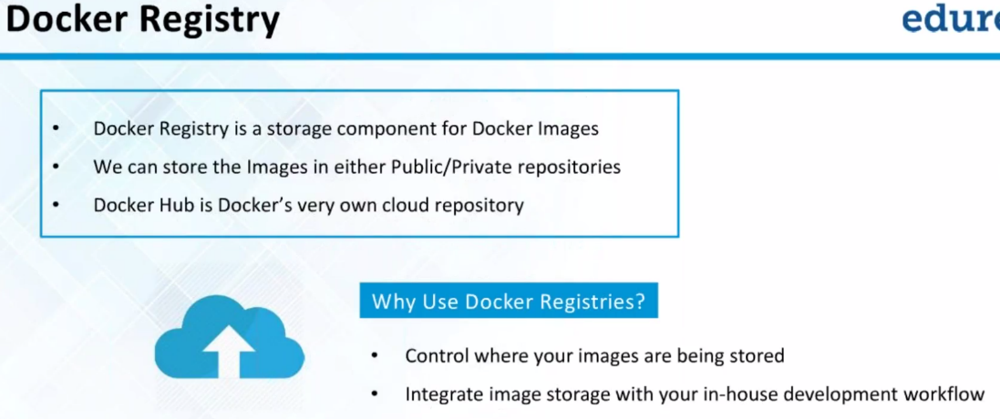 Docker Registry
edure
• Docker Registry is a storage component for Docker Images
• We can store the Images in either Public/Private repositories
• Docker Hub is Docker's very own cloud repository
Why Use Docker Registries?
• Control where your images are being stored
• Integrate image storage with your in-house development workflow